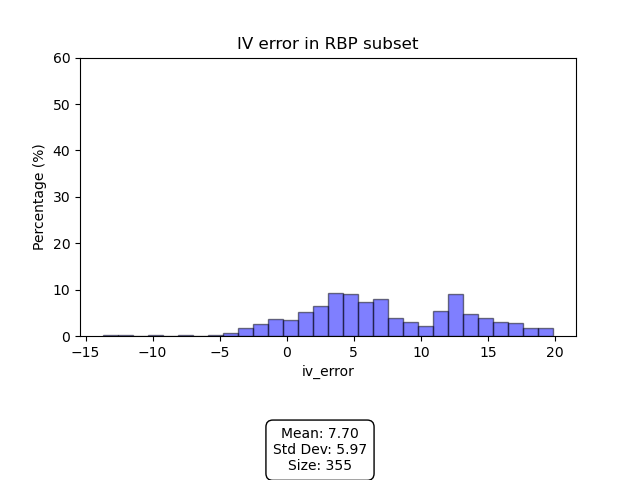 IV error in RBP subset
60
50
40
30
20
10
0
Percentage (%)
−15 −10 −5 0 5 10 15 20
iv_error
Mean: 7.70
Std Dev: 5.97
Size: 355